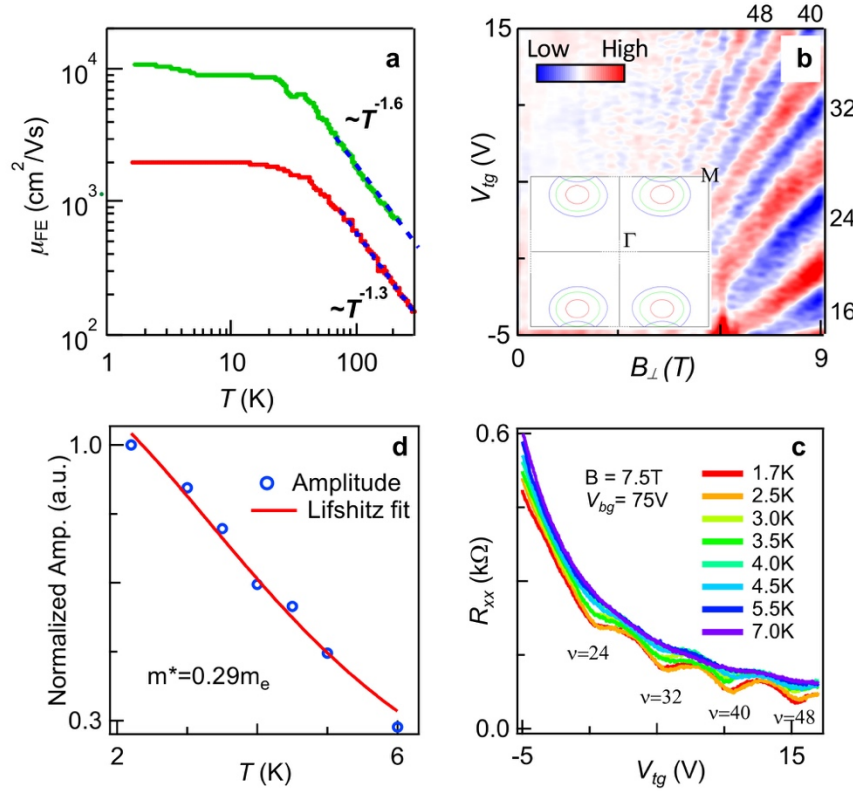 a
10^4
10^3
10^2
μ_FE (cm^2/Vs)
~T^-1.6
~T^-1.3
1
10
100
T (K)
48 40
b
Low High
15
-5
V_tg (V)
M
Γ
32
24
16
0
9
B_⊥ (T)
d
1.0
0.3
Normalized Amp. (a.u.)
Amplitude
Lifshitz fit
m*=0.29m_e
2
6
T (K)
c
0.6
0.0
R_xx (kΩ)
B = 7.5T
V_bg= 75V
1.7K
2.5K
3.0K
3.5K
4.0K
4.5K
5.5K
7.0K
ν=24
ν=32
ν=40
ν=48
-5
15
V_tg (V)